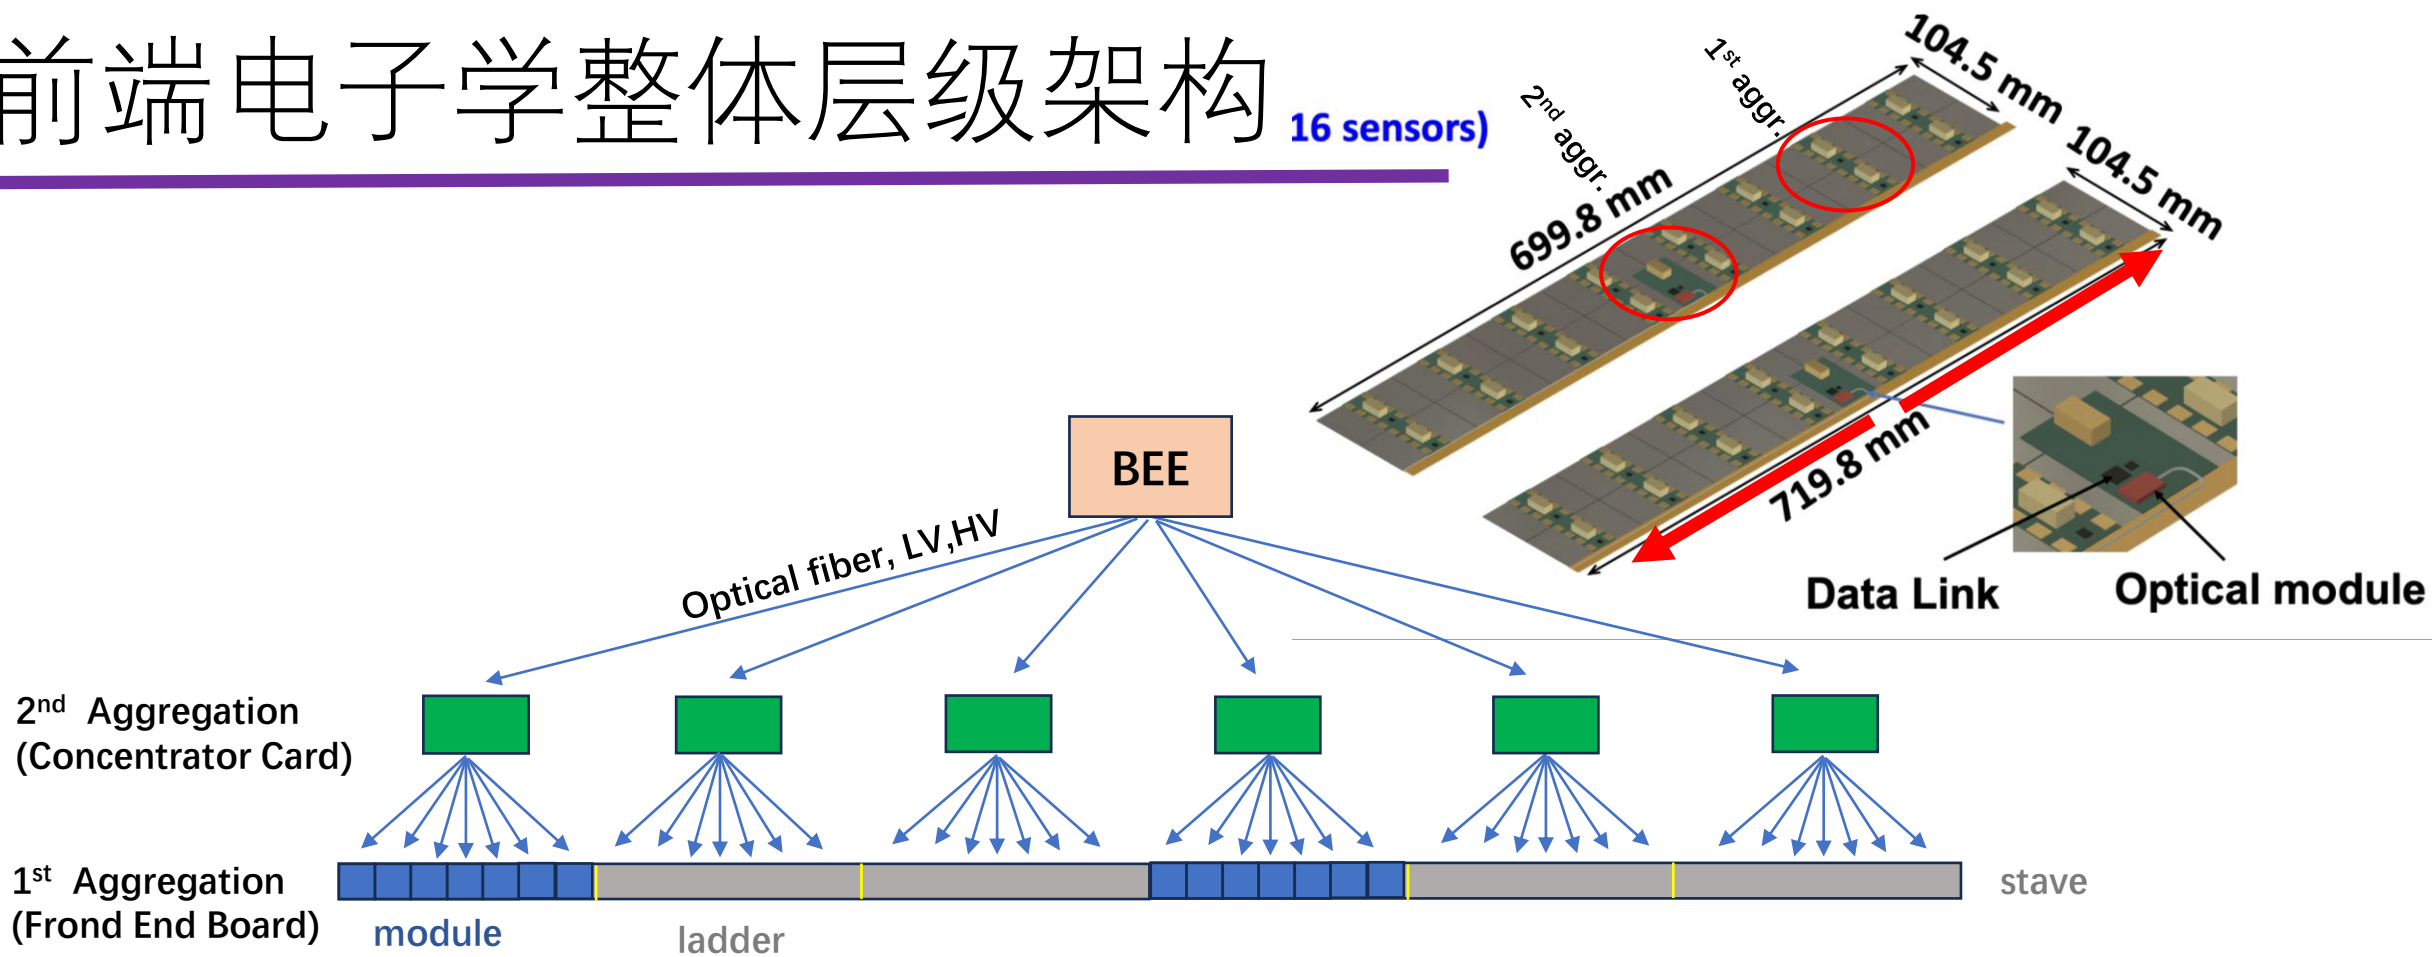 前端电子学整体层级架构
16 sensors)
2nd aggr.
1st aggr.
104.5 mm
104.5 mm
699.8 mm
719.8 mm
Data Link
Optical module
BEE
Optical fiber, LV,HV
2nd Aggregation
(Concentrator Card)
1st Aggregation
(Frond End Board)
module
ladder
stave